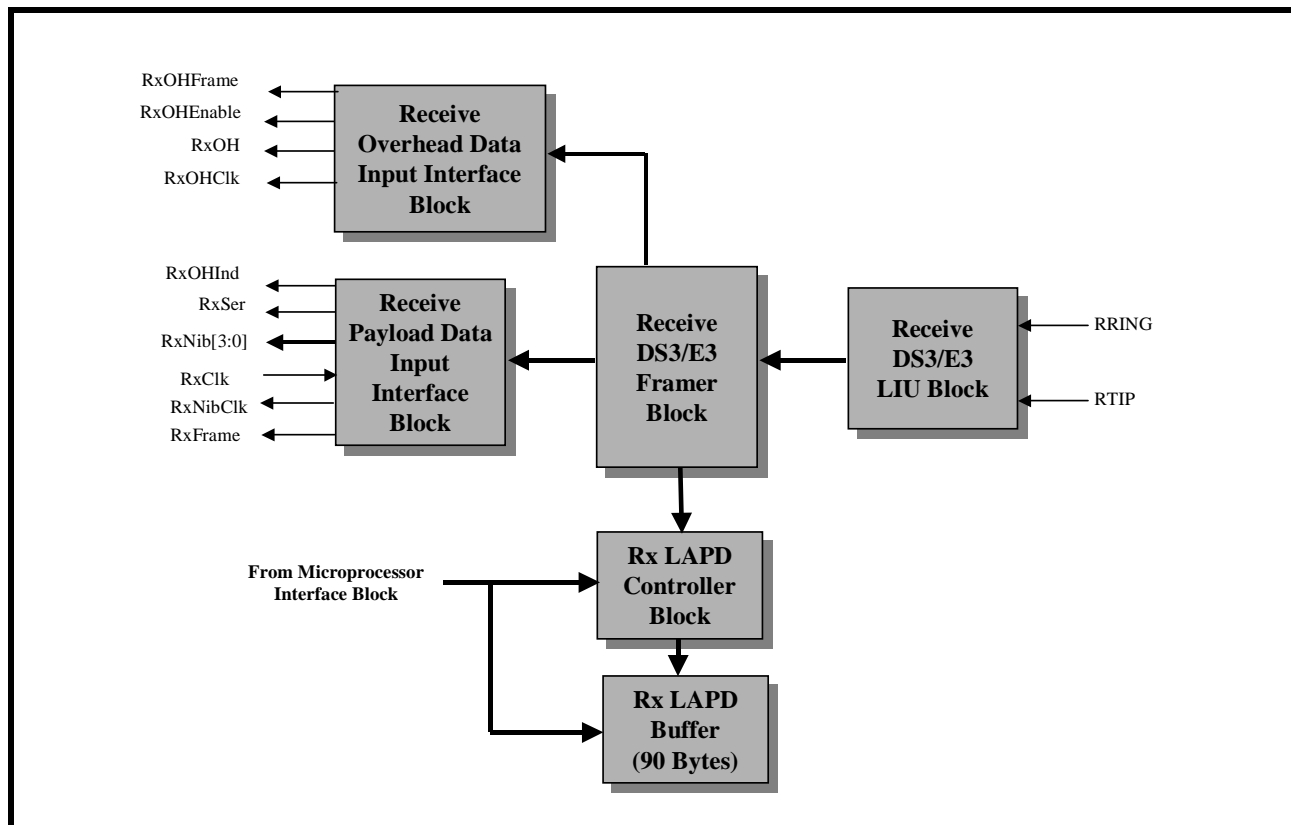 RxOHFrame
RxOHEnable
RxOH
RxOHClk
Receive
Overhead Data
Input Interface
Block
RxOHInd
RxSer
RxNib[3:0]
RxClk
RxNibClk
RxFrame
Receive
Payload Data
Input
Interface
Block
Receive
DS3/E3
Framer
Block
Receive
DS3/E3
LIU Block
RRING
RTIP
From Microprocessor
Interface Block
Rx LAPD
Controller
Block
Rx LAPD
Buffer
(90 Bytes)